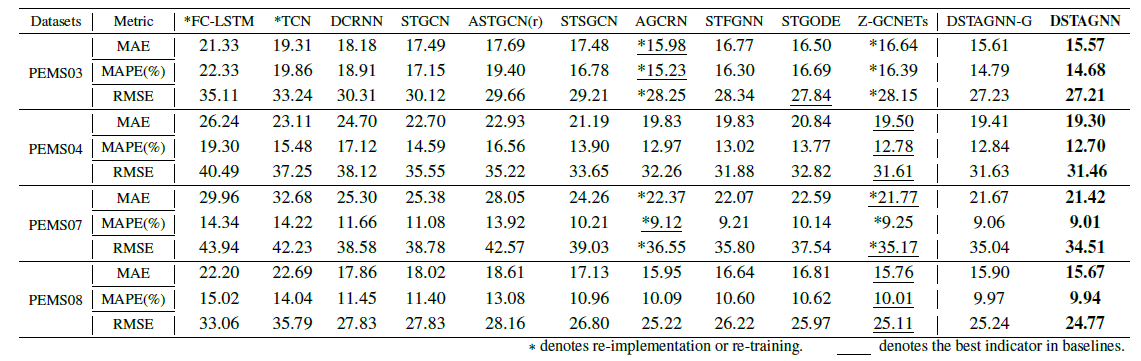 Datasets Metric *FC-LSTM *TCN DCRNN STGCN ASTGCN(r) STSGCN AGCRN STFGNN STGODE Z-GCNETs DSTAGNN-G DSTAGNN
MAE 21.33 19.31 18.18 17.49 17.69 17.48 *15.98 16.77 16.50 *16.64 15.61 15.57
PEMS03 MAPE(%) 22.33 19.86 18.91 17.15 19.40 16.78 *15.23 16.30 16.69 *16.39 14.79 14.68
RMSE 35.11 33.24 30.31 30.12 29.66 29.21 *28.25 28.34 27.84 *28.15 27.23 27.21
MAE 26.24 23.11 24.70 22.70 22.93 21.19 19.83 19.83 20.84 19.50 19.41 19.30
PEMS04 MAPE(%) 19.30 15.48 17.12 14.59 16.56 13.90 12.97 13.02 13.77 12.78 12.84 12.70
RMSE 40.49 37.25 38.12 35.55 35.22 33.65 32.26 31.88 32.82 31.61 31.63 31.46
MAE 29.96 32.68 25.30 25.38 28.05 24.26 *22.37 22.07 22.59 *21.77 21.67 21.42
PEMS07 MAPE(%) 14.34 14.22 11.66 11.08 13.92 10.21 *9.12 9.21 10.14 *9.25 9.06 9.01
RMSE 43.94 42.23 38.58 38.78 42.57 39.03 *36.55 35.80 37.54 *35.17 35.04 34.51
MAE 22.20 22.69 17.86 18.02 18.61 17.13 15.95 16.64 16.81 15.76 15.90 15.67
PEMS08 MAPE(%) 15.02 14.04 11.45 11.40 13.08 10.96 10.09 10.60 10.62 10.01 9.97 9.94
RMSE 33.06 35.79 27.83 27.83 28.16 26.80 25.22 26.22 25.97 25.11 25.24 24.77
* denotes re-implementation or re-training. ___ denotes the best indicator in baselines.